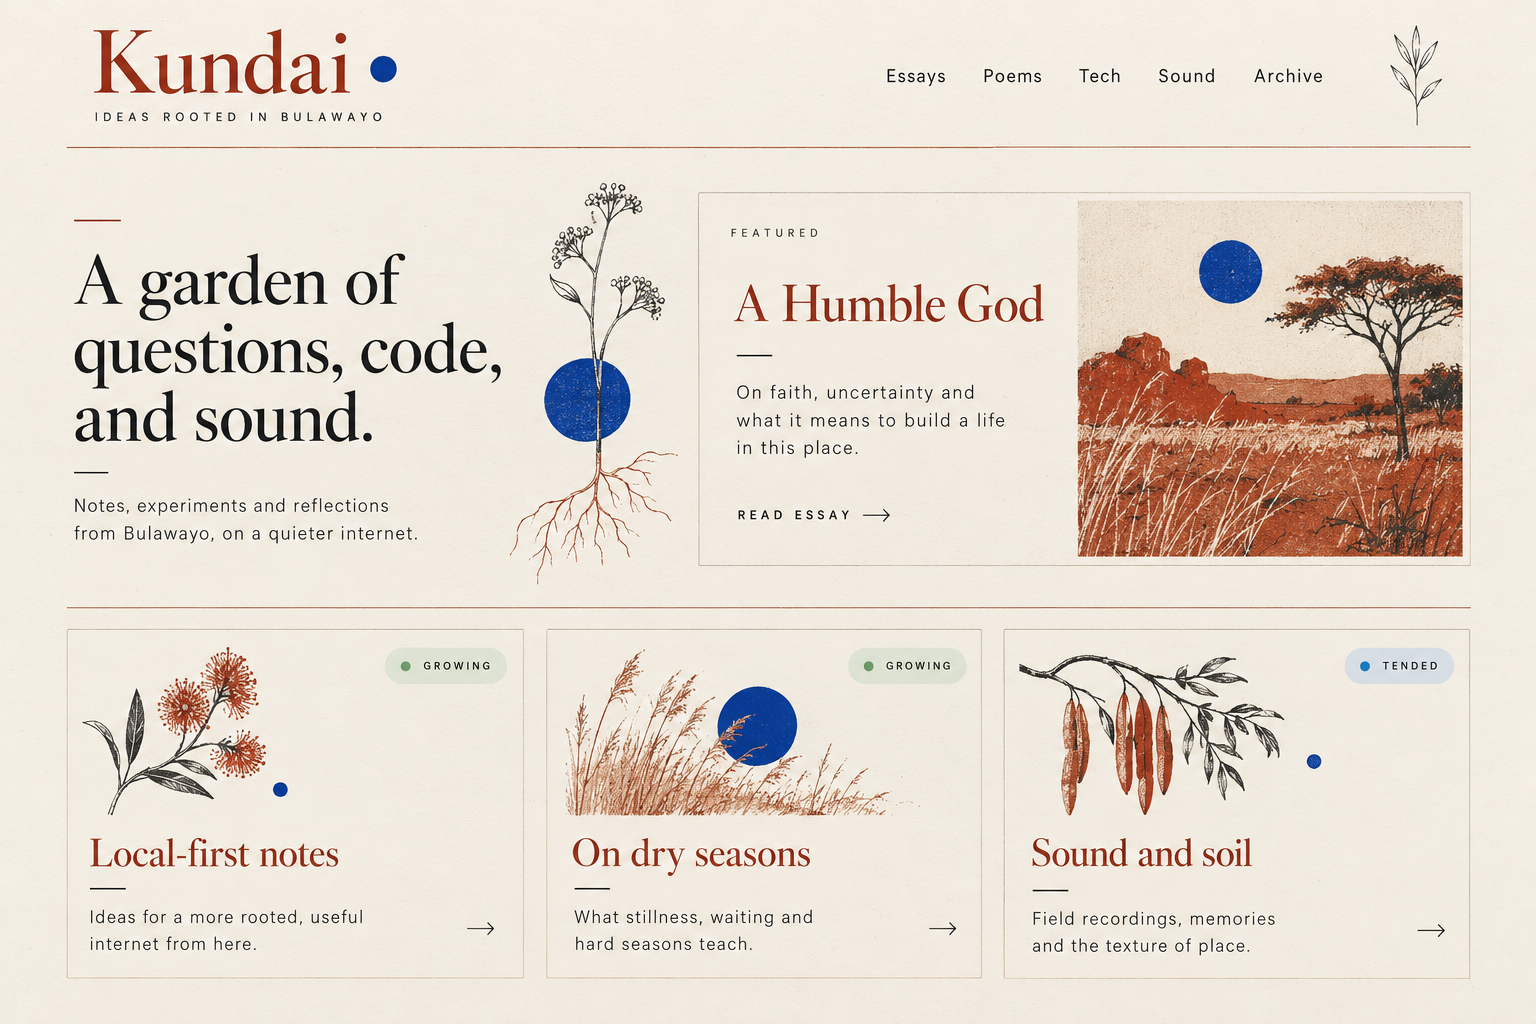 Kundai
IDEAS ROOTED IN BULAWAYO
Essays
Poems
Tech
Sound
Archive
A garden of
questions, code,
and sound.
Notes, experiments and reflections
from Bulawayo, on a quieter internet.
FEATURED
A Humble God
On faith, uncertainty and
what it means to build a life
in this place.
READ ESSAY
GROWING
Local-first notes
Ideas for a more rooted, useful
internet from here.
GROWING
On dry seasons
What stillness, waiting and
hard seasons teach.
TENDED
Sound and soil
Field recordings, memories
and the texture of place.